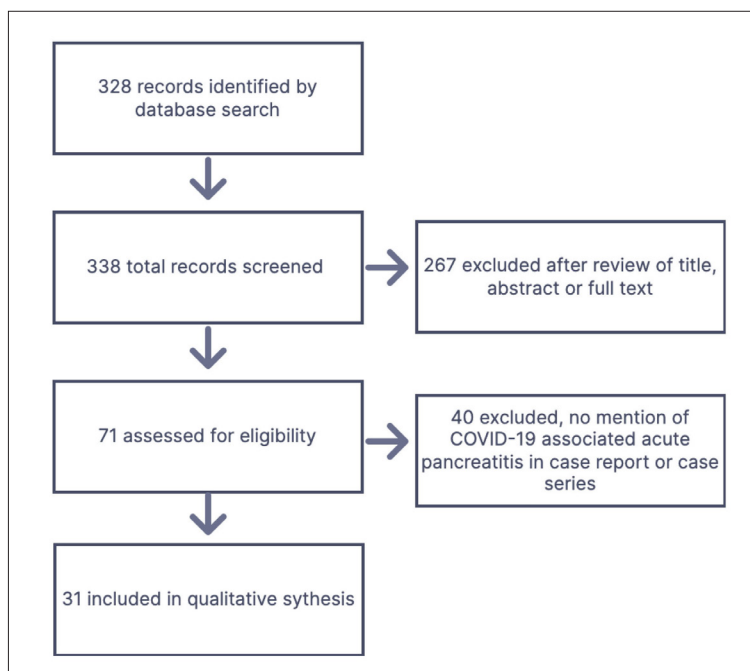 328 records identified by
database search
338 total records screened
267 excluded after review of title,
abstract or full text
71 assessed for eligibility
40 excluded, no mention of
COVID-19 associated acute
pancreatitis in case report or case
series
31 included in qualitative sythesis